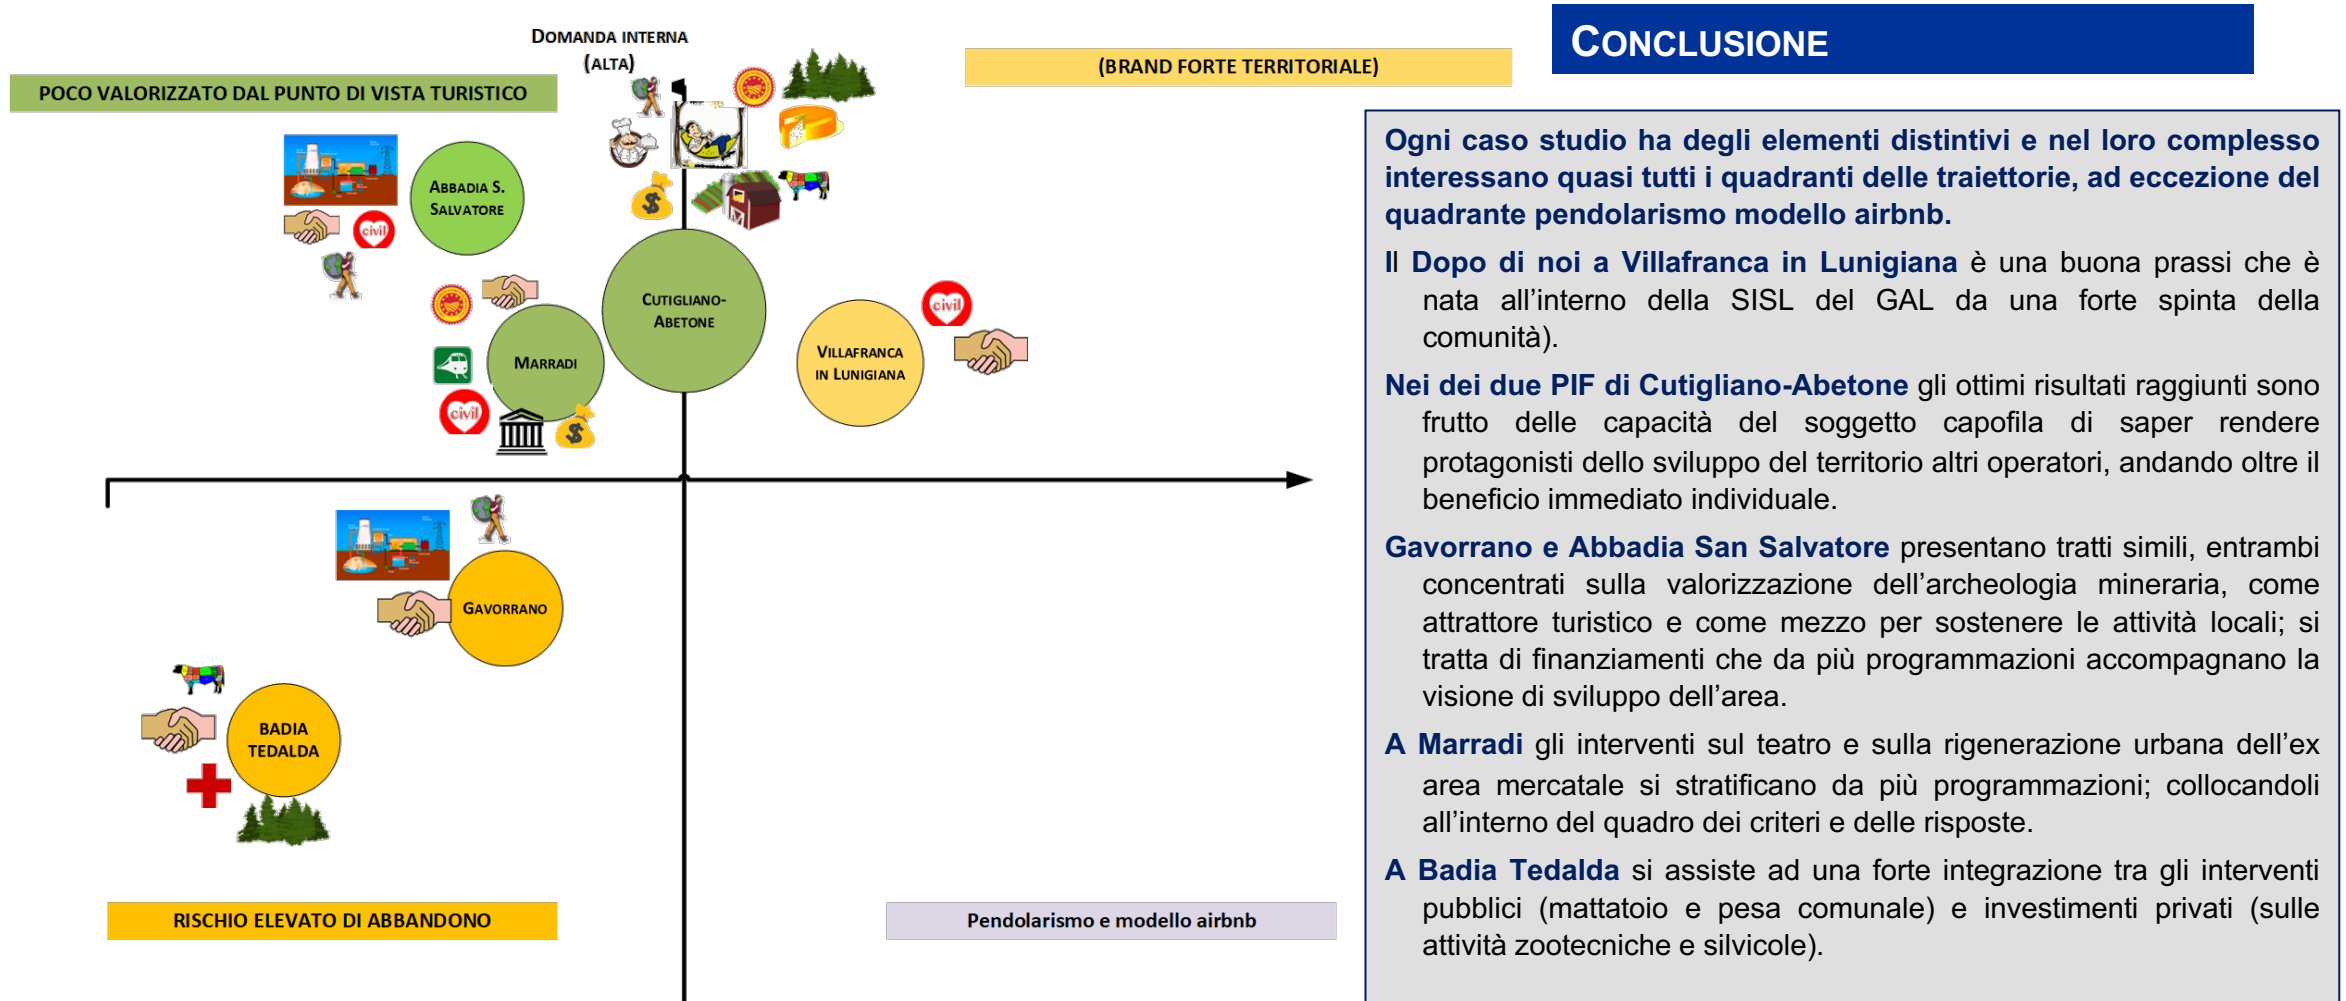 DOMANDA INTERNA
(ALTA)
POCO VALORIZZATO DAL PUNTO DI VISTA TURISTICO
(BRAND FORTE TERRITORIALE)
ABBADIA S.
SALVATORE
civil
CUTIGLIANO-
ABETONE
MARRADI
civil
VILLAFRANCA
IN LUNIGIANA
civil
GAVORRANO
BADIA
TEDALDA
RISCHIO ELEVATO DI ABBANDONO
Pendolarismo e modello airbnb
CONCLUSIONE
Ogni caso studio ha degli elementi distintivi e nel loro complesso
interessano quasi tutti i quadranti delle traiettorie, ad eccezione del
quadrante pendolarismo modello airbnb.
Il Dopo di noi a Villafranca in Lunigiana è una buona prassi che è
nata all’interno della SISL del GAL da una forte spinta della
comunità).
Nei dei due PIF di Cutigliano-Abetone gli ottimi risultati raggiunti sono
frutto delle capacità del soggetto capofila di saper rendere
protagonisti dello sviluppo del territorio altri operatori, andando oltre il
beneficio immediato individuale.
Gavorrano e Abbadia San Salvatore presentano tratti simili, entrambi
concentrati sulla valorizzazione dell’archeologia mineraria, come
attrattore turistico e come mezzo per sostenere le attività locali; si
tratta di finanziamenti che da più programmazioni accompagnano la
visione di sviluppo dell’area.
A Marradi gli interventi sul teatro e sulla rigenerazione urbana dell’ex
area mercatale si stratificano da più programmazioni; collocandoli
all’interno del quadro dei criteri e delle risposte.
A Badia Tedalda si assiste ad una forte integrazione tra gli interventi
pubblici (mattatoio e pesa comunale) e investimenti privati (sulle
attività zootecniche e silvicole).